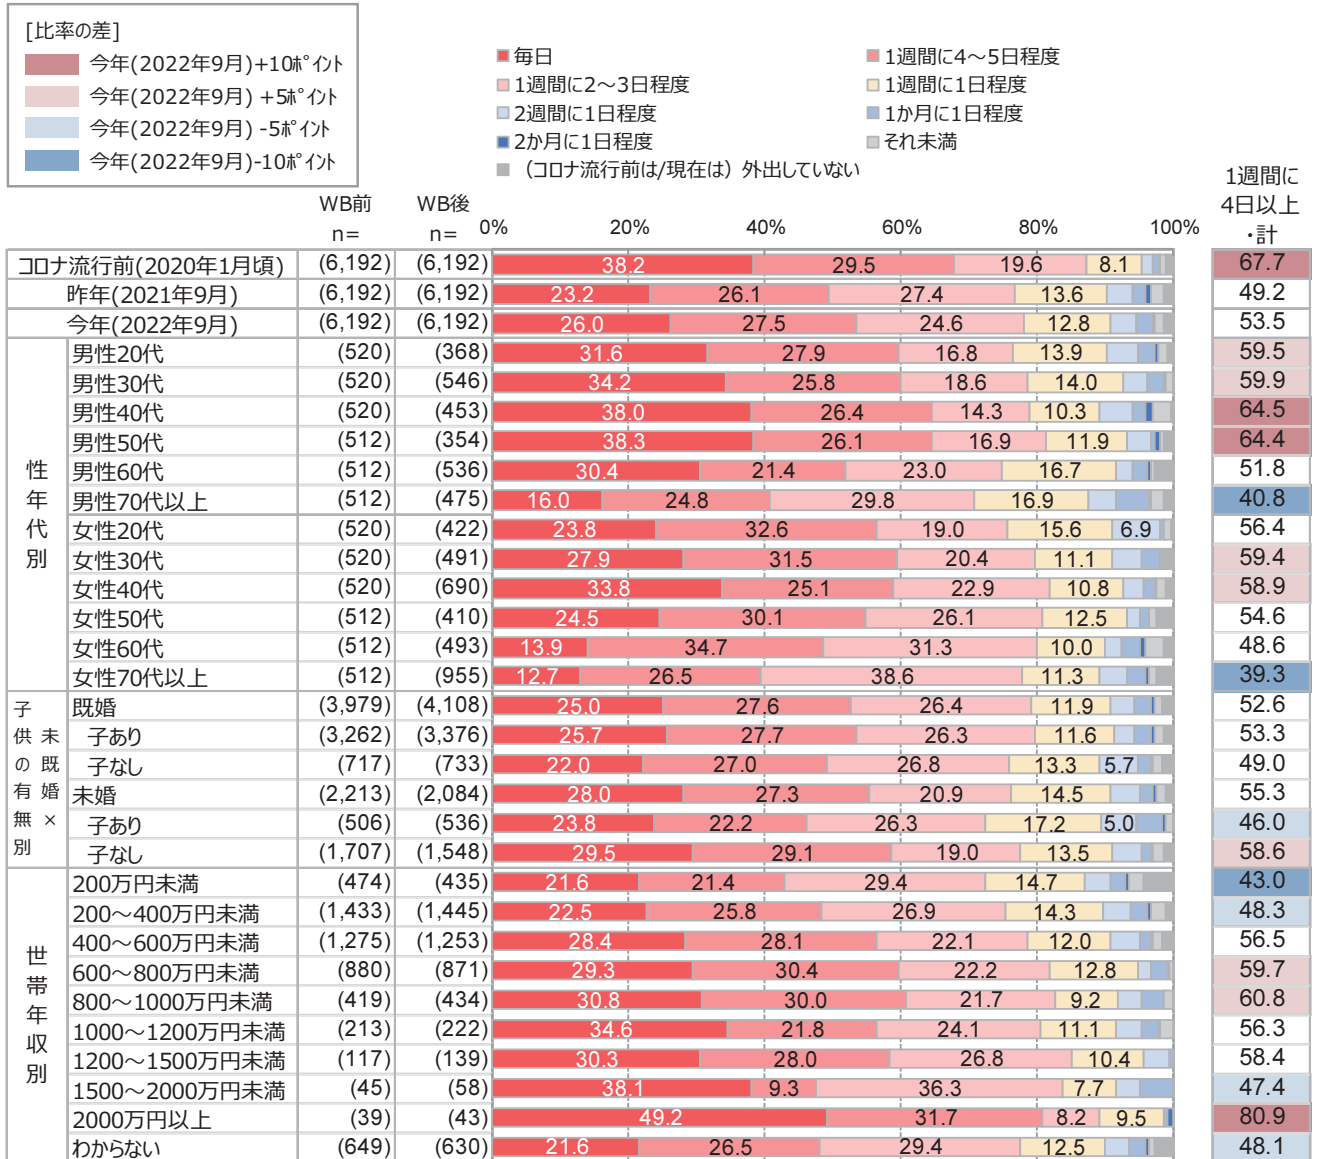 [比率の差]
今年(2022年9月)+10ﾎﾟｲﾝﾄ
今年(2022年9月) +5ﾎﾟｲﾝﾄ
今年(2022年9月) -5ﾎﾟｲﾝﾄ
今年(2022年9月)-10ﾎﾟｲﾝﾄ
毎日 1週間に4～5日程度
1週間に2～3日程度 1週間に1日程度
2週間に1日程度 1か月に1日程度
2か月に1日程度 それ未満
（コロナ流行前は/現在は）外出していない
1週間に
4日以上
・計
WB前 WB後
n= n= 0% 20% 40% 60% 80% 100%
コロナ流行前(2020年1月頃) (6,192) (6,192) 38.2 29.5 19.6 8.1 67.7
昨年(2021年9月) (6,192) (6,192) 23.2 26.1 27.4 13.6 49.2
今年(2022年9月) (6,192) (6,192) 26.0 27.5 24.6 12.8 53.5
性年代別
男性20代 (520) (368) 31.6 27.9 16.8 13.9 59.5
男性30代 (520) (546) 34.2 25.8 18.6 14.0 59.9
男性40代 (520) (453) 38.0 26.4 14.3 10.3 64.5
男性50代 (512) (354) 38.3 26.1 16.9 11.9 64.4
男性60代 (512) (536) 30.4 21.4 23.0 16.7 51.8
男性70代以上 (512) (475) 16.0 24.8 29.8 16.9 40.8
女性20代 (520) (422) 23.8 32.6 19.0 15.6 6.9 56.4
女性30代 (520) (491) 27.9 31.5 20.4 11.1 59.4
女性40代 (520) (690) 33.8 25.1 22.9 10.8 58.9
女性50代 (512) (410) 24.5 30.1 26.1 12.5 54.6
女性60代 (512) (493) 13.9 34.7 31.3 10.0 48.6
女性70代以上 (512) (955) 12.7 26.5 38.6 11.3 39.3
未既婚×
子供の有無別
既婚 (3,979) (4,108) 25.0 27.6 26.4 11.9 52.6
子あり (3,262) (3,376) 25.7 27.7 26.3 11.6 53.3
子なし (717) (733) 22.0 27.0 26.8 13.3 5.7 49.0
未婚 (2,213) (2,084) 28.0 27.3 20.9 14.5 55.3
子あり (506) (536) 23.8 22.2 26.3 17.2 5.0 46.0
子なし (1,707) (1,548) 29.5 29.1 19.0 13.5 58.6
世帯年収別
200万円未満 (474) (435) 21.6 21.4 29.4 14.7 43.0
200～400万円未満 (1,433) (1,445) 22.5 25.8 26.9 14.3 48.3
400～600万円未満 (1,275) (1,253) 28.4 28.1 22.1 12.0 56.5
600～800万円未満 (880) (871) 29.3 30.4 22.2 12.8 59.7
800～1000万円未満 (419) (434) 30.8 30.0 21.7 9.2 60.8
1000～1200万円未満 (213) (222) 34.6 21.8 24.1 11.1 56.3
1200～1500万円未満 (117) (139) 30.3 28.0 26.8 10.4 58.4
1500～2000万円未満 (45) (58) 38.1 9.3 36.3 7.7 47.4
2000万円以上 (39) (43) 49.2 31.7 8.2 9.5 80.9
わからない (649) (630) 21.6 26.5 29.4 12.5 48.1